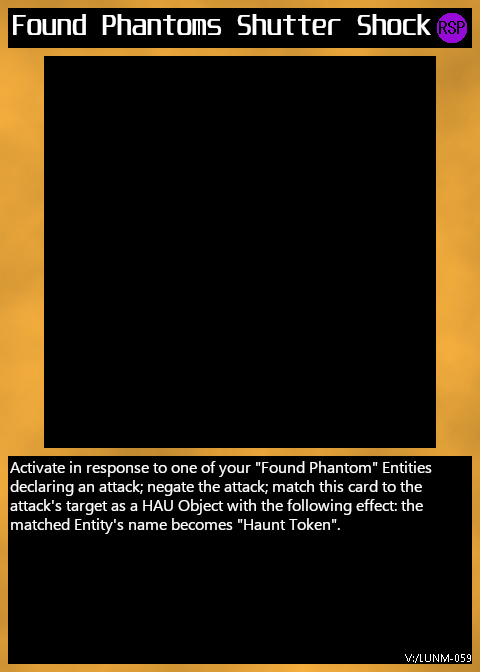 Found Phantoms Shutter Shock RSP
Activate in response to one of your "Found Phantom" Entities
declaring an attack; negate the attack; match this card to the
attack's target as a HAU Object with the following effect: the
matched Entity's name becomes "Haunt Token".
V:/LUNM-059